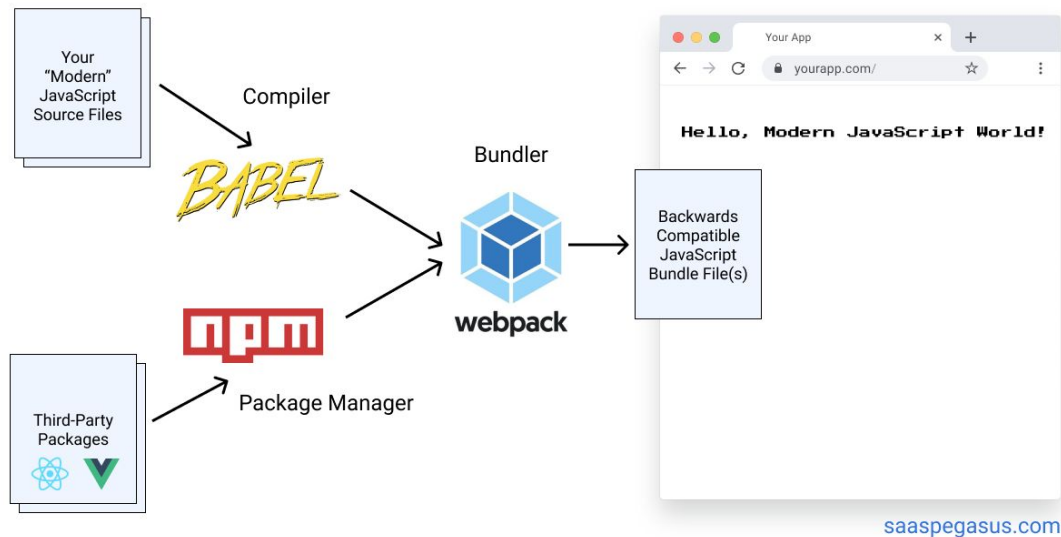 Your
“Modern”
JavaScript
Source Files
Compiler
BABEL
Bundler
webpack
npm
Package Manager
Third-Party
Packages
Your App
yourapp.com/
Hello, Modern JavaScript World!
Backwards
Compatible
JavaScript
Bundle File(s)
saaspegasus.com